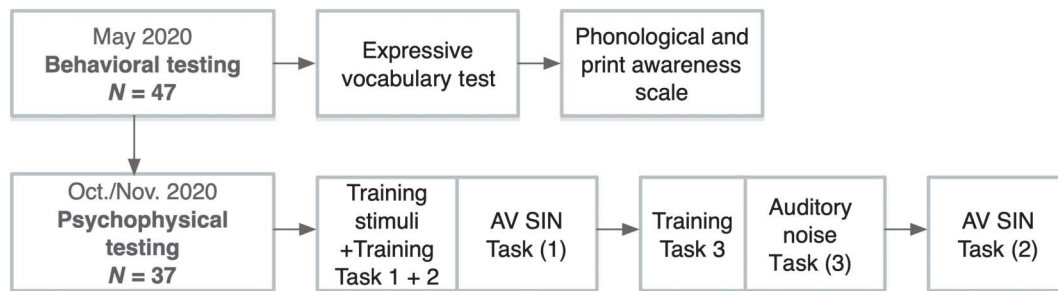 May 2020
Behavioral testing
N = 47
Expressive
vocabulary test
Phonological and
print awareness
scale
Oct./Nov. 2020
Psychophysical
testing
N = 37
Training
stimuli
+Training
Task 1 + 2
AV SIN
Task (1)
Training
Task 3
Auditory
noise
Task (3)
AV SIN
Task (2)